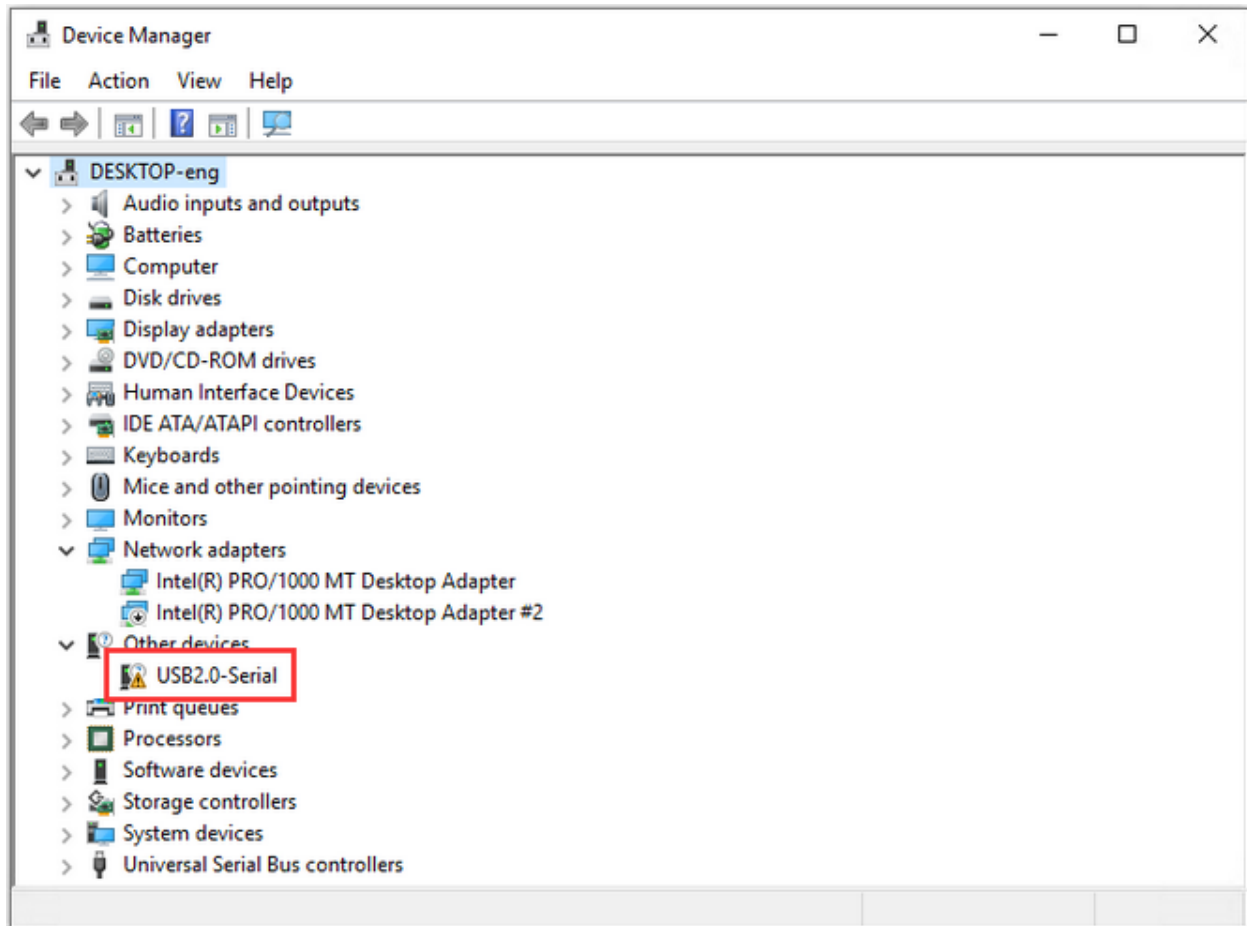 Device Manager
File Action View Help
DESKTOP-eng
Audio inputs and outputs
Batteries
Computer
Disk drives
Display adapters
DVD/CD-ROM drives
Human Interface Devices
IDE ATA/ATAPI controllers
Keyboards
Mice and other pointing devices
Monitors
Network adapters
Intel(R) PRO/1000 MT Desktop Adapter
Intel(R) PRO/1000 MT Desktop Adapter #2
Other devices
USB2.0-Serial
Print queues
Processors
Software devices
Storage controllers
System devices
Universal Serial Bus controllers